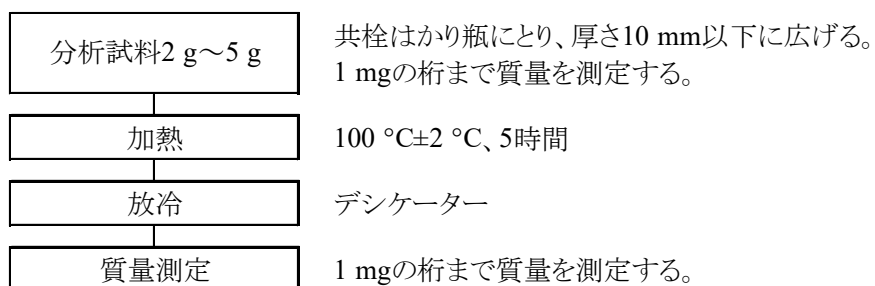 分析試料2 g～5 g
共栓はかり瓶にとり、厚さ10 mm以下に広げる。
1 mgの桁まで質量を測定する。
加熱
100 °C±2 °C、5時間
放冷
デシケーター
質量測定
1 mgの桁まで質量を測定する。